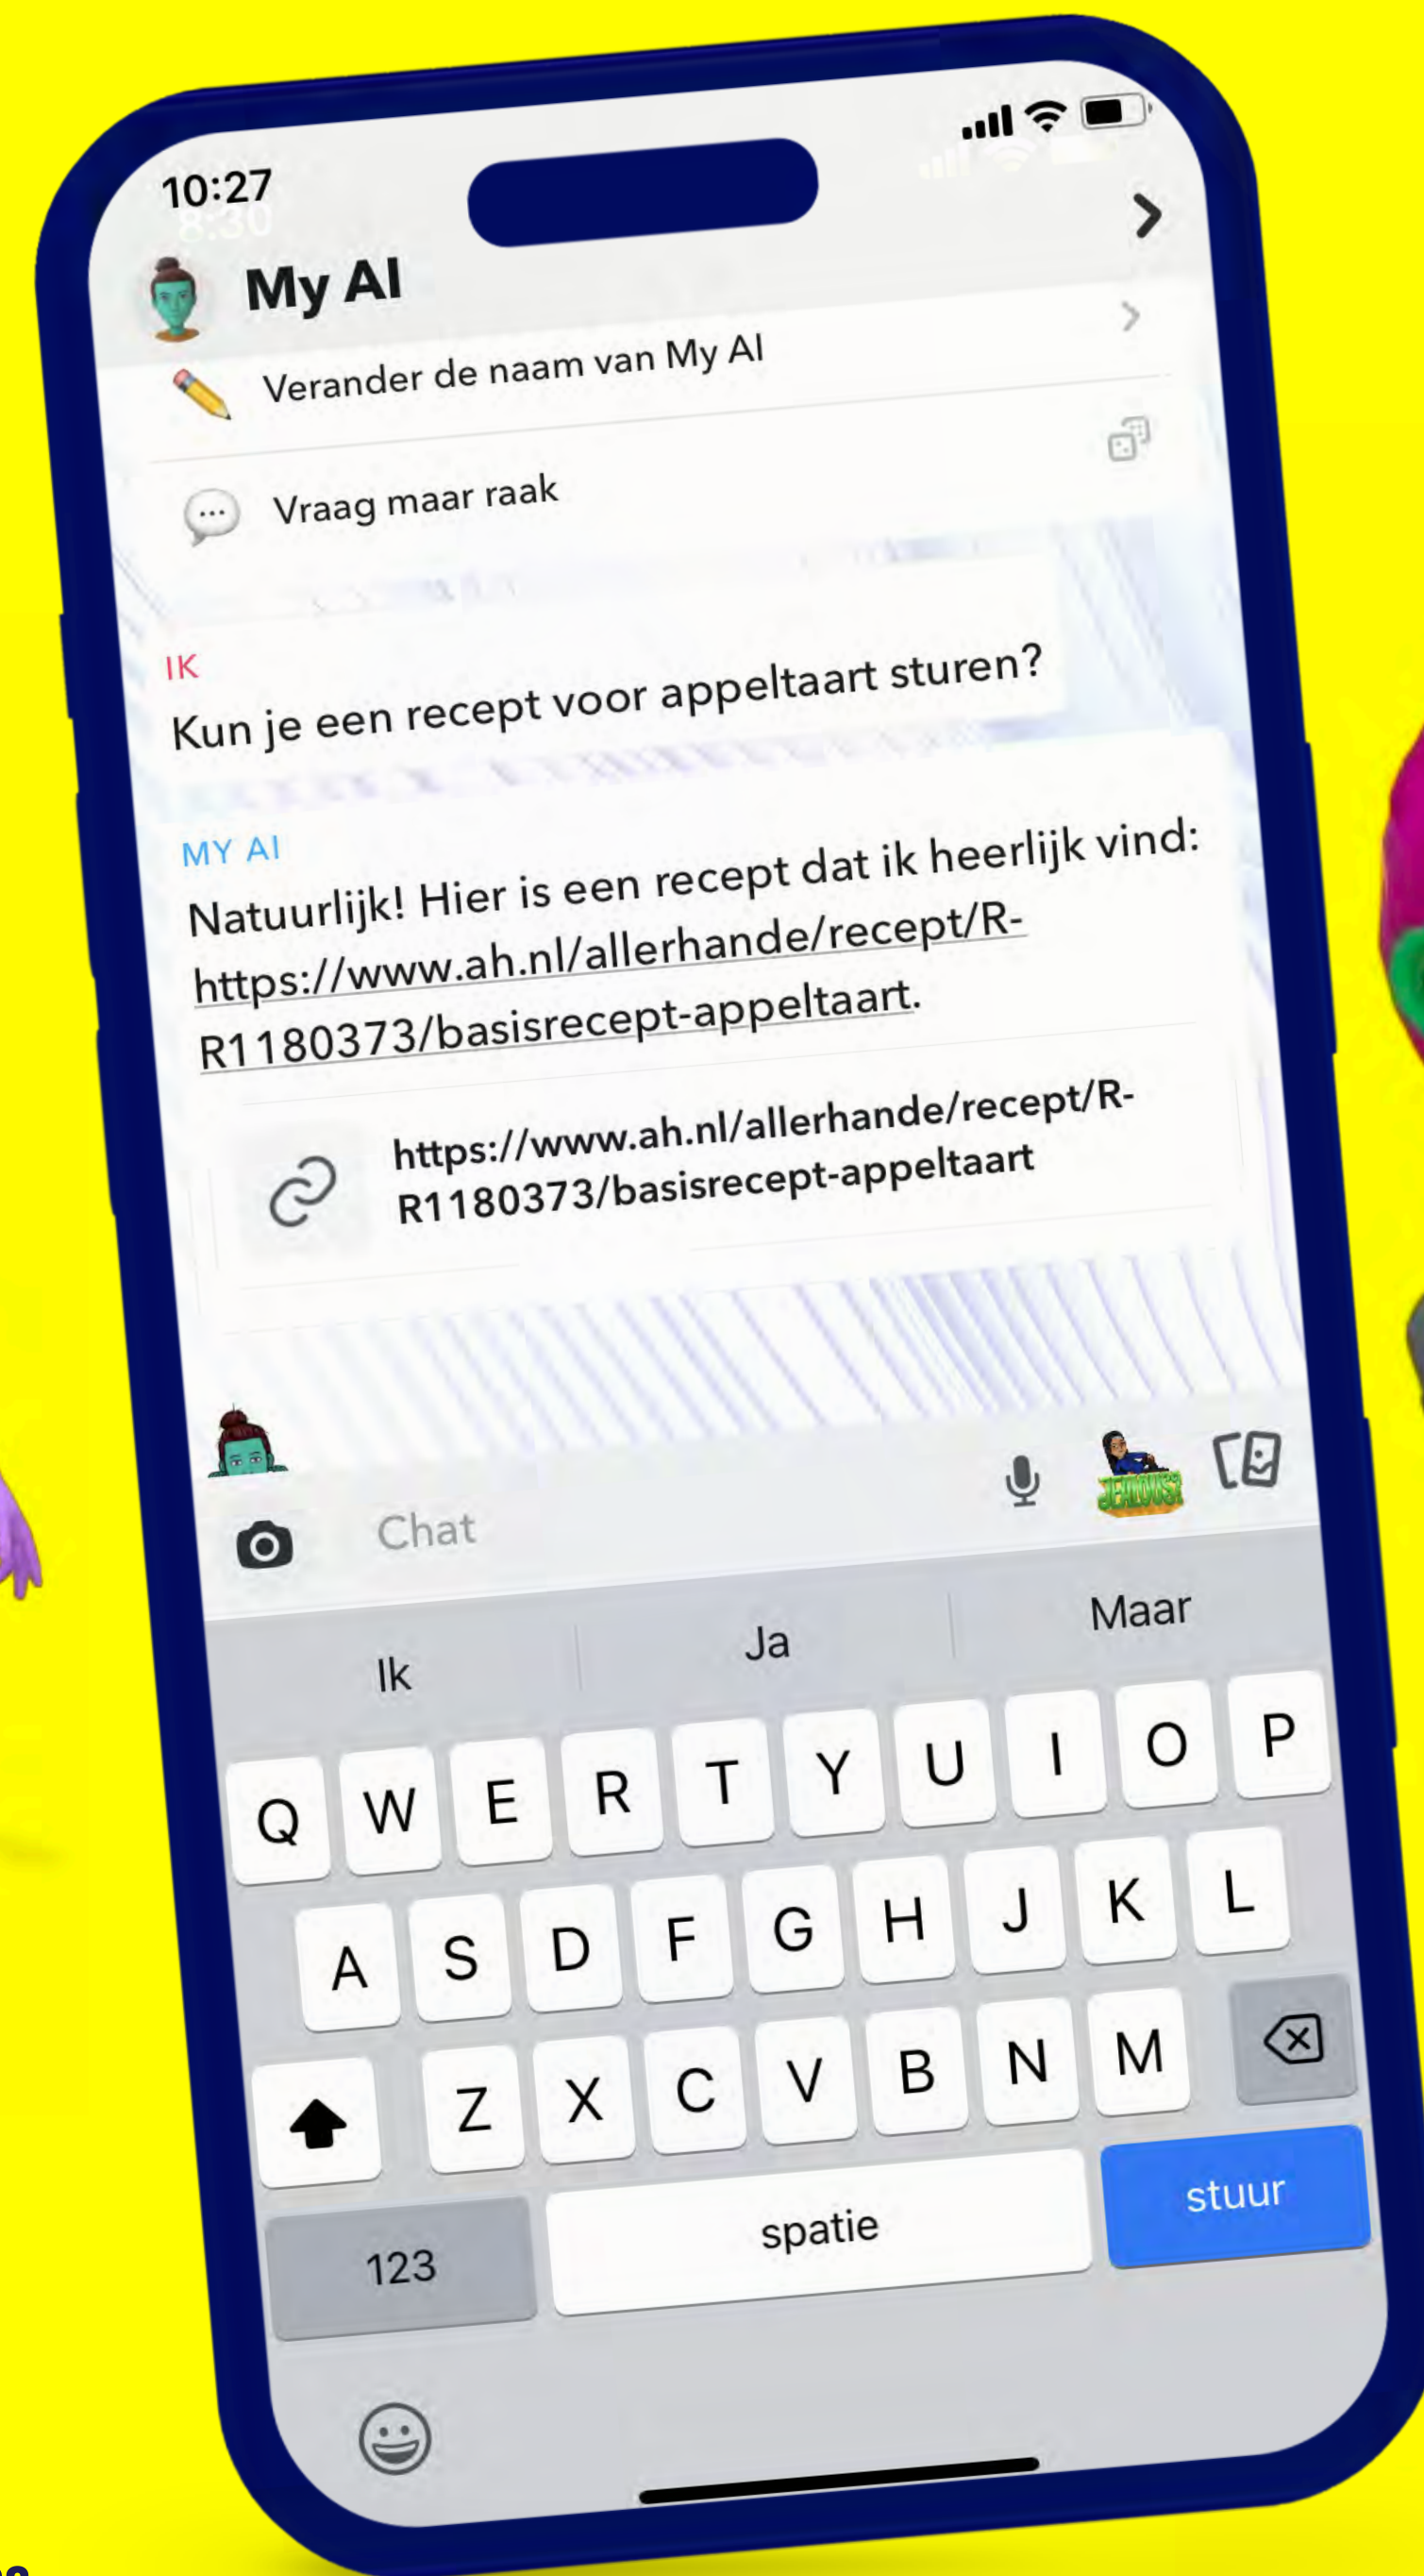 10:27
8:30
My AI
Verander de naam van My AI
Vraag maar raak
IK
Kun je een recept voor appeltaart sturen?
MY AI
Natuurlijk! Hier is een recept dat ik heerlijk vind:
https://www.ah.nl/allerhande/recept/R-
R1180373/basisrecept-appeltaart.
https://www.ah.nl/allerhande/recept/R-
R1180373/basisrecept-appeltaart
JEALOUS?
Chat
Ik Ja Maar
Q W E R T Y U I O P
A S D F G H J K L
Z X C V B N M
123 spatie stuur